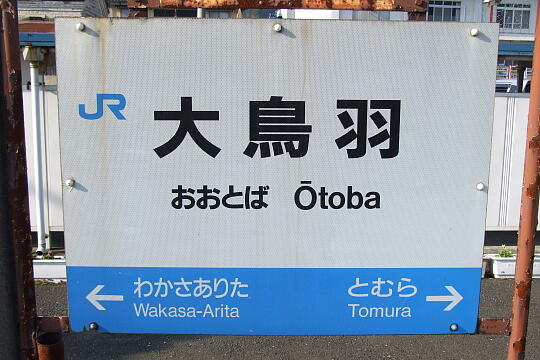 JR
大鳥羽
おおとば Ōtoba
← わかさありた
Wakasa-Arita
とむら →
Tomura